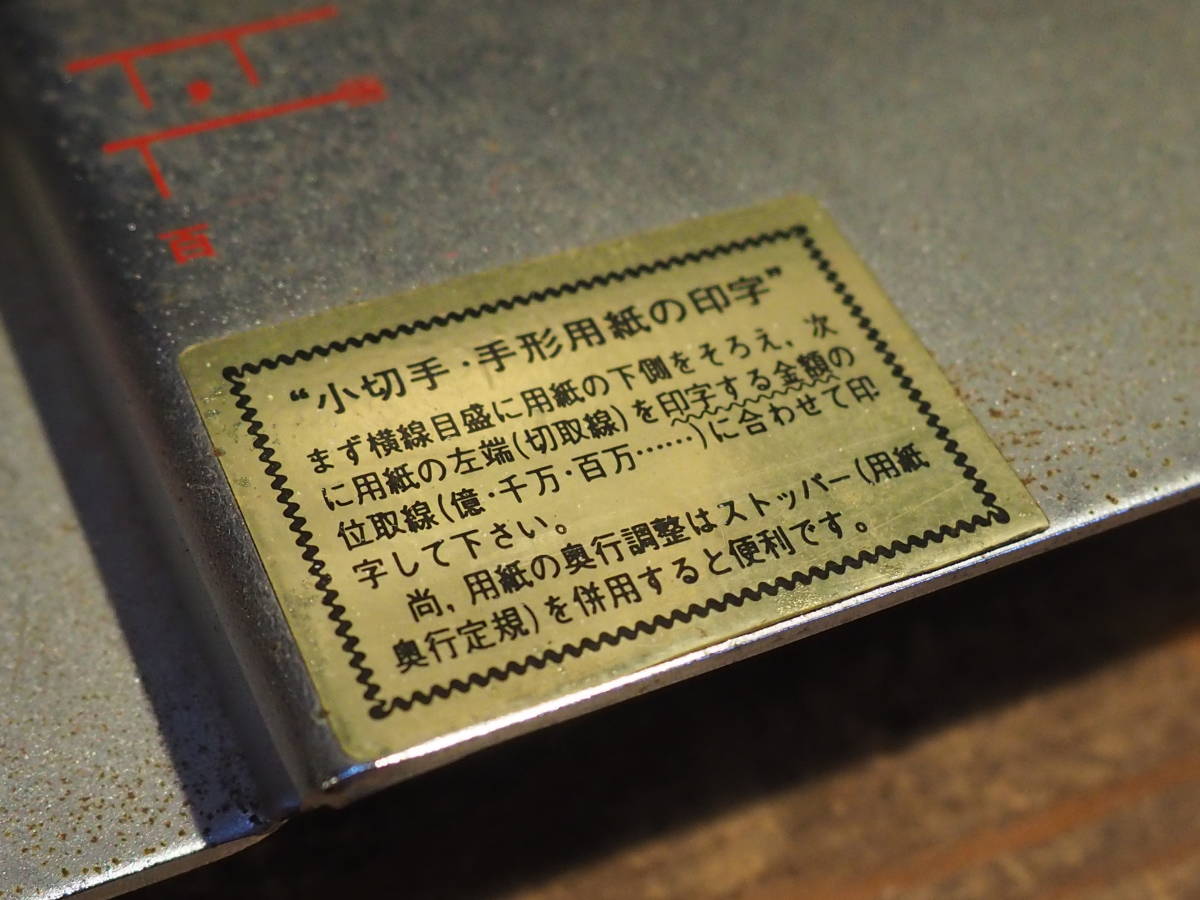 百
“小切手・手形用紙の印字”
まず横線目盛に用紙の下側をそろえ，次
に用紙の左端(切取線)を印字する金額の
位取線(億・千万・百万……)に合わせて印
字して下さい。
尚，用紙の奥行調整はストッパー(用紙
奥行定規)を併用すると便利です。